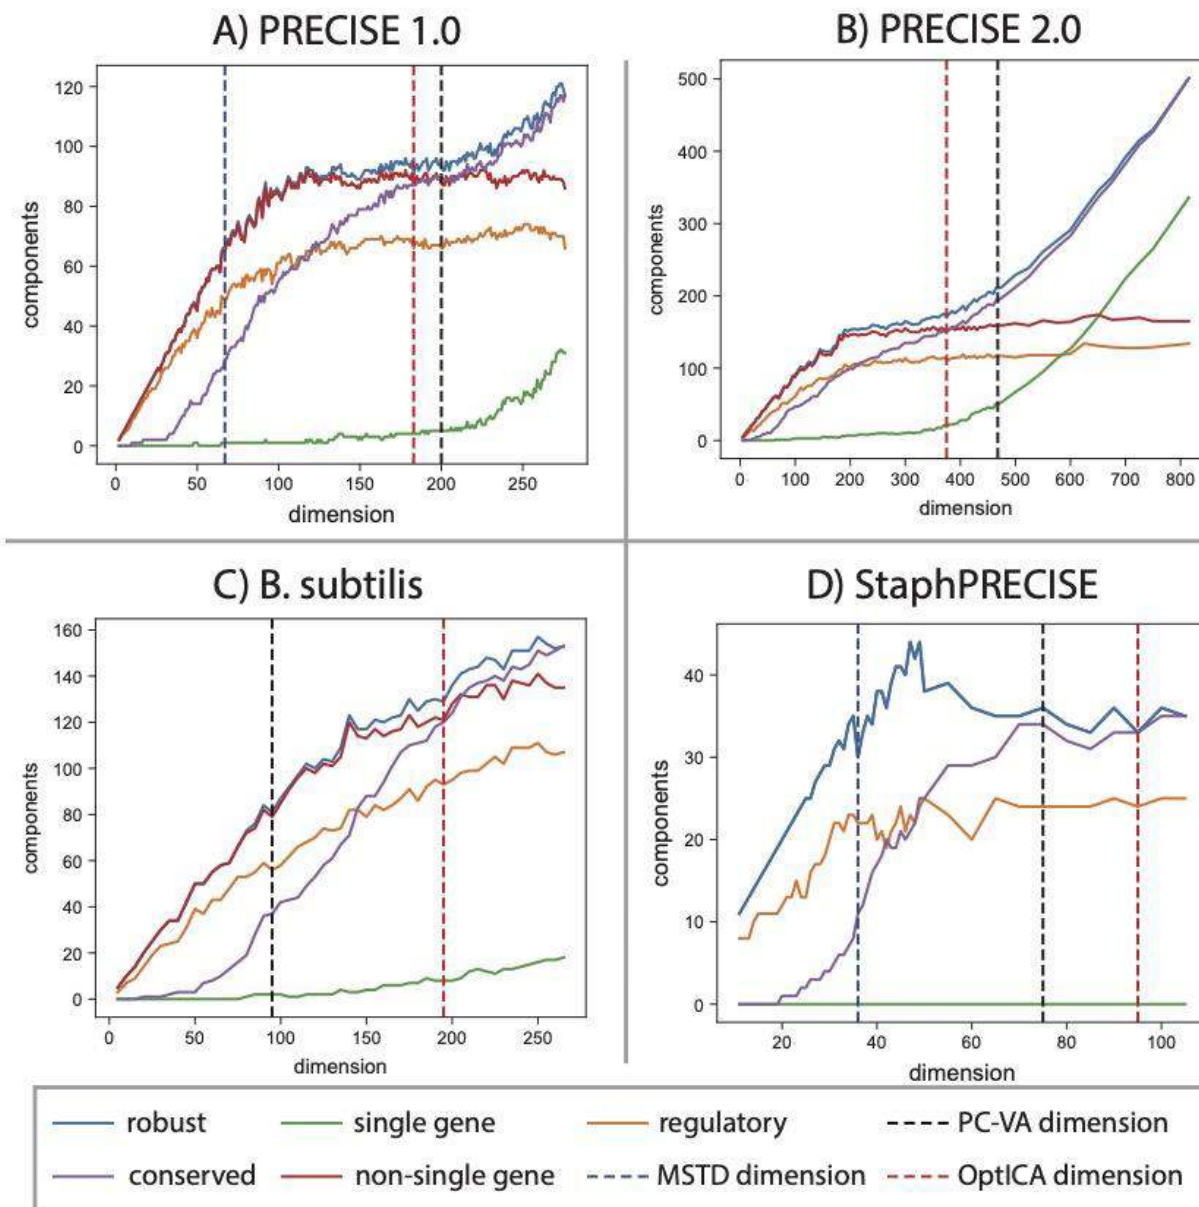 A) PRECISE 1.0
120
100
80
60
40
20
0
components
0 50 100 150 200 250
dimension
B) PRECISE 2.0
500
400
300
200
100
0
components
0 100 200 300 400 500 600 700 800
dimension
C) B. subtilis
160
140
120
100
80
60
40
20
0
components
0 50 100 150 200 250
dimension
D) StaphPRECISE
40
30
20
10
0
components
20 40 60 80 100
dimension
robust single gene regulatory PC-VA dimension
conserved non-single gene MSTD dimension OptICA dimension